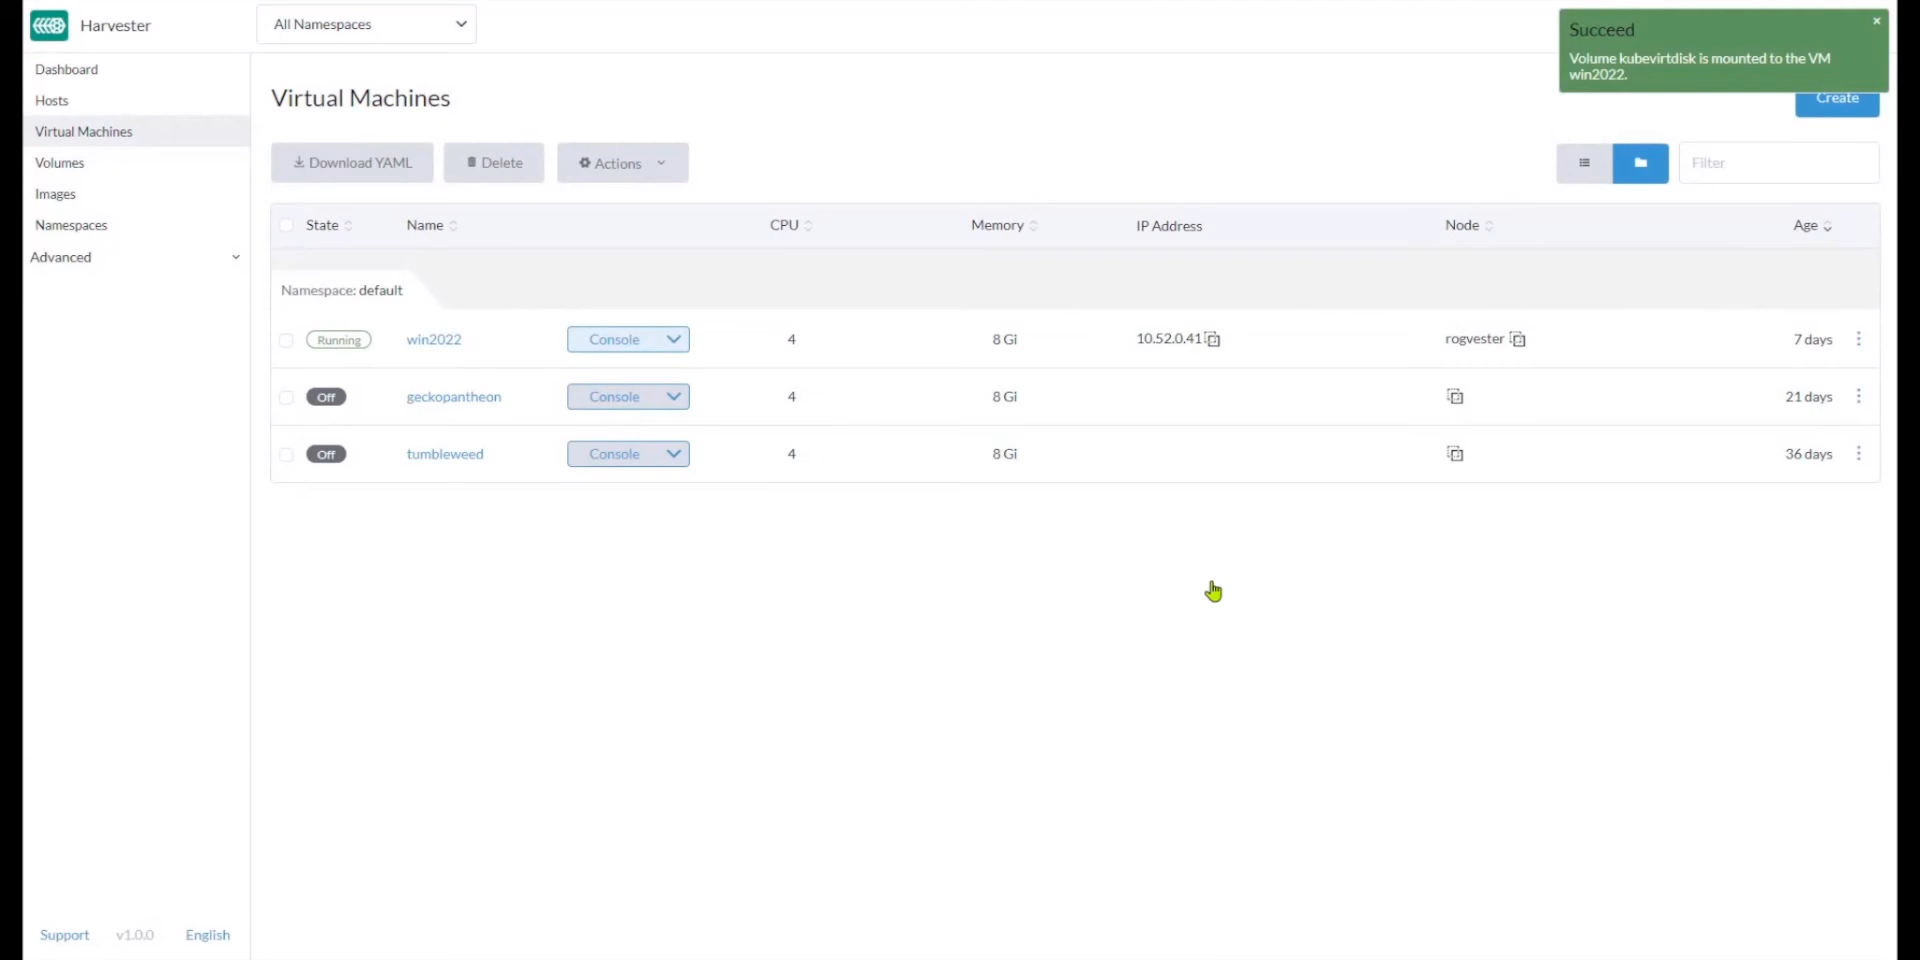 Harvester
All Namespaces
Succeed
×
Volume kubevirtdisk is mounted to the VM
win2022.
Dashboard
Hosts
Virtual Machines
Volumes
Images
Namespaces
Advanced
Virtual Machines
Create
Download YAML
Delete
Actions
Filter
State
Name
CPU
Memory
IP Address
Node
Age
Namespace: default
Running win2022 Console 4 8 Gi 10.52.0.41 rogvester 7 days
Off geckopantheon Console 4 8 Gi 21 days
Off tumbleweed Console 4 8 Gi 36 days
Support v1.0.0 English